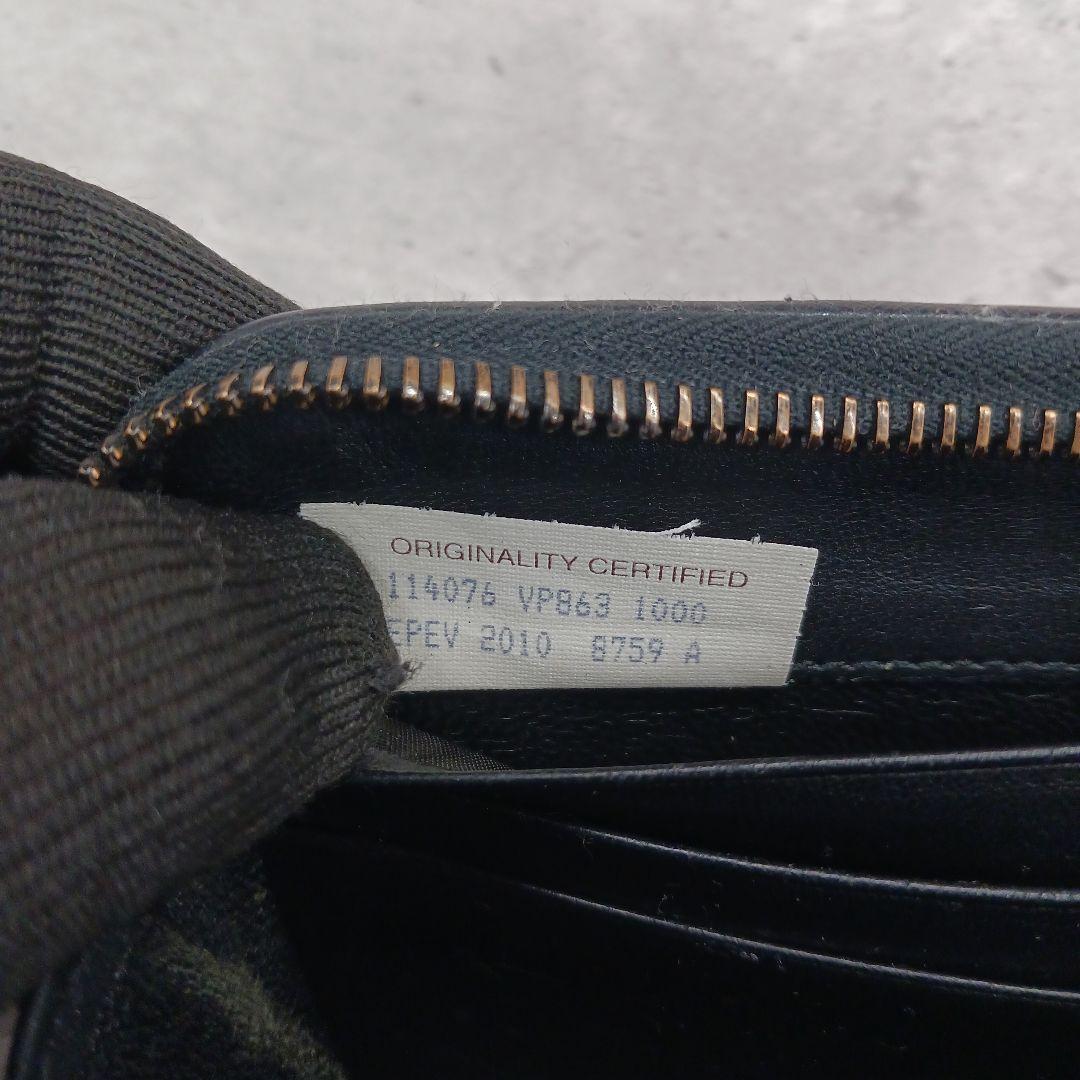 ORIGINALITY CERTIFIED
114076 VP863 1000
EPEV 2010 8759 A